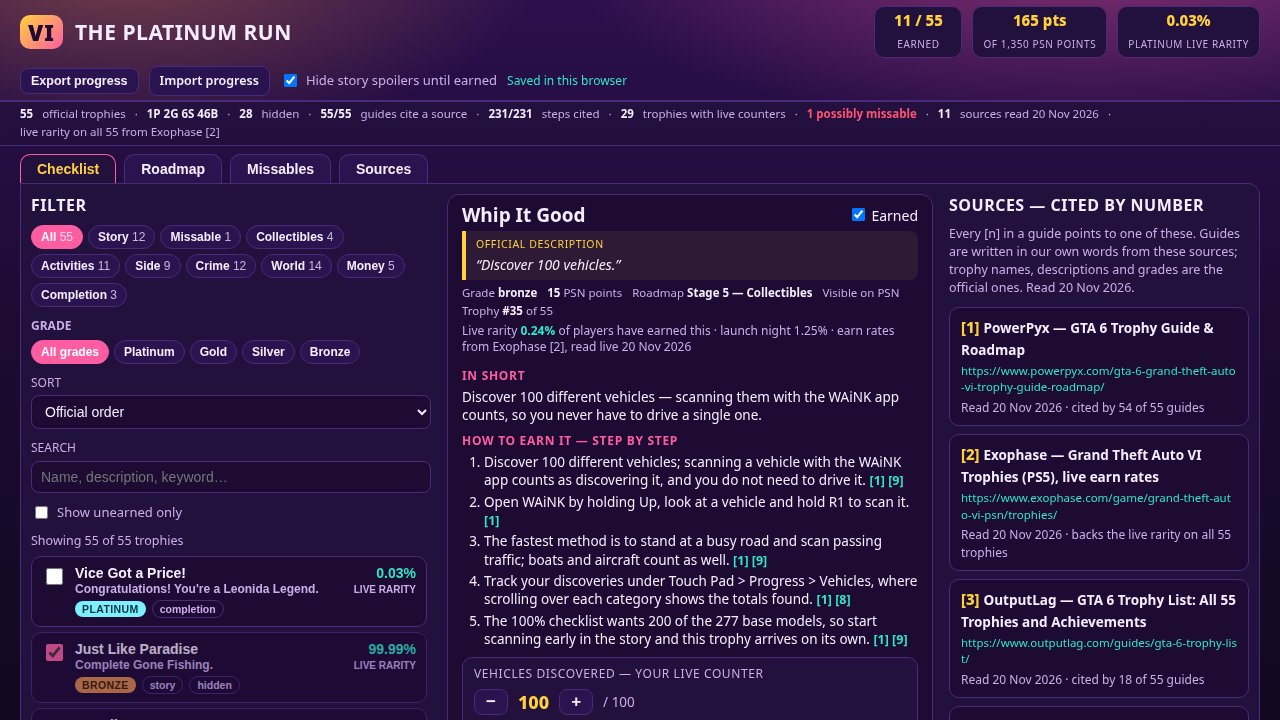 VI THE PLATINUM RUN
11 / 55
EARNED
165 pts
OF 1,350 PSN POINTS
0.03%
PLATINUM LIVE RARITY
Export progress
Import progress
Hide story spoilers until earned
Saved in this browser
55 official trophies · 1P 2G 6S 46B · 28 hidden · 55/55 guides cite a source · 231/231 steps cited · 29 trophies with live counters · 1 possibly missable · 11 sources read 20 Nov 2026 ·
live rarity on all 55 from Exophase [2]
Checklist
Roadmap
Missables
Sources
FILTER
All 55
Story 12
Missable 1
Collectibles 4
Activities 11
Side 9
Crime 12
World 14
Money 5
Completion 3
GRADE
All grades
Platinum
Gold
Silver
Bronze
SORT
Official order
SEARCH
Name, description, keyword…
Show unearned only
Showing 55 of 55 trophies
Vice Got a Price!
Congratulations! You're a Leonida Legend.
PLATINUM
completion
0.03%
LIVE RARITY
Just Like Paradise
Complete Gone Fishing.
BRONZE
story
hidden
99.99%
LIVE RARITY
Whip It Good
Earned
OFFICIAL DESCRIPTION
“Discover 100 vehicles.”
Grade bronze 15 PSN points Roadmap Stage 5 — Collectibles Visible on PSN
Trophy #35 of 55
Live rarity 0.24% of players have earned this · launch night 1.25% · earn rates
from Exophase [2], read live 20 Nov 2026
IN SHORT
Discover 100 different vehicles — scanning them with the WAiNK app
counts, so you never have to drive a single one.
HOW TO EARN IT — STEP BY STEP
1. Discover 100 different vehicles; scanning a vehicle with the WAiNK
app counts as discovering it, and you do not need to drive it. [1] [9]
2. Open WAiNK by holding Up, look at a vehicle and hold R1 to scan it.
[1]
3. The fastest method is to stand at a busy road and scan passing
traffic; boats and aircraft count as well. [1] [9]
4. Track your discoveries under Touch Pad > Progress > Vehicles, where
scrolling over each category shows the totals found. [1] [8]
5. The 100% checklist wants 200 of the 277 base models, so start
scanning early in the story and this trophy arrives on its own. [1] [9]
VEHICLES DISCOVERED — YOUR LIVE COUNTER
− 100 + / 100
SOURCES — CITED BY NUMBER
Every [n] in a guide points to one of these. Guides
are written in our own words from these sources;
trophy names, descriptions and grades are the
official ones. Read 20 Nov 2026.
[1] PowerPyx — GTA 6 Trophy Guide &
Roadmap
https://www.powerpyx.com/gta-6-grand-theft-auto
-vi-trophy-guide-roadmap/
Read 20 Nov 2026 · cited by 54 of 55 guides
[2] Exophase — Grand Theft Auto VI
Trophies (PS5), live earn rates
https://www.exophase.com/game/grand-theft-aut
o-vi-psn/trophies/
Read 20 Nov 2026 · backs the live rarity on all 55
trophies
[3] OutputLag — GTA 6 Trophy List: All 55
Trophies and Achievements
https://www.outputlag.com/guides/gta-6-trophy-lis
t/
Read 20 Nov 2026 · cited by 18 of 55 guides